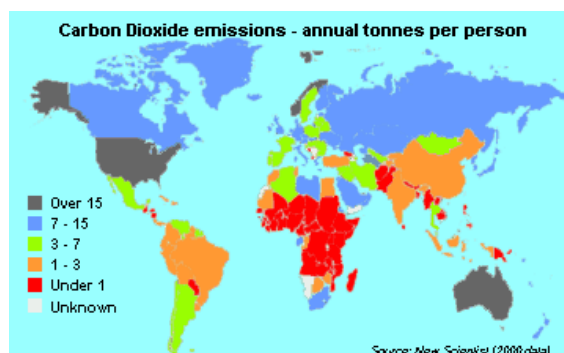 Carbon Dioxide emissions - annual tonnes per person
Over 15
7 - 15
3 - 7
1 - 3
Under 1
Unknown
Source: New Scientist (2000 data)